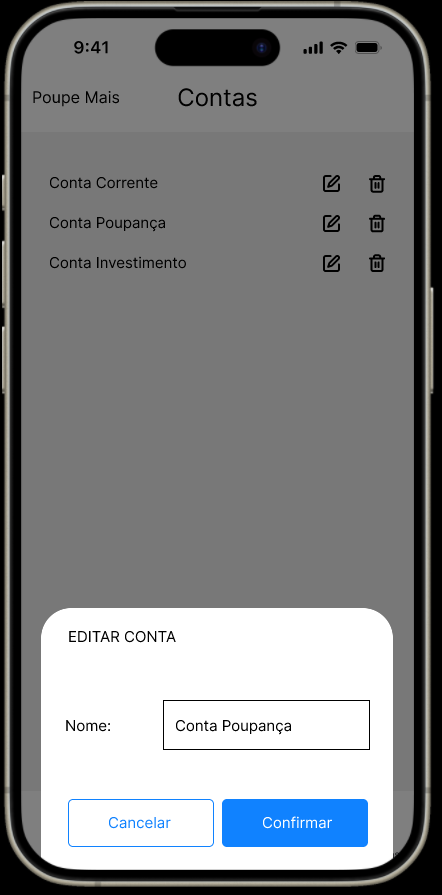 9:41
Poupe Mais Contas
Conta Corrente
Conta Poupança
Conta Investimento
EDITAR CONTA
Nome: Conta Poupança
Cancelar Confirmar